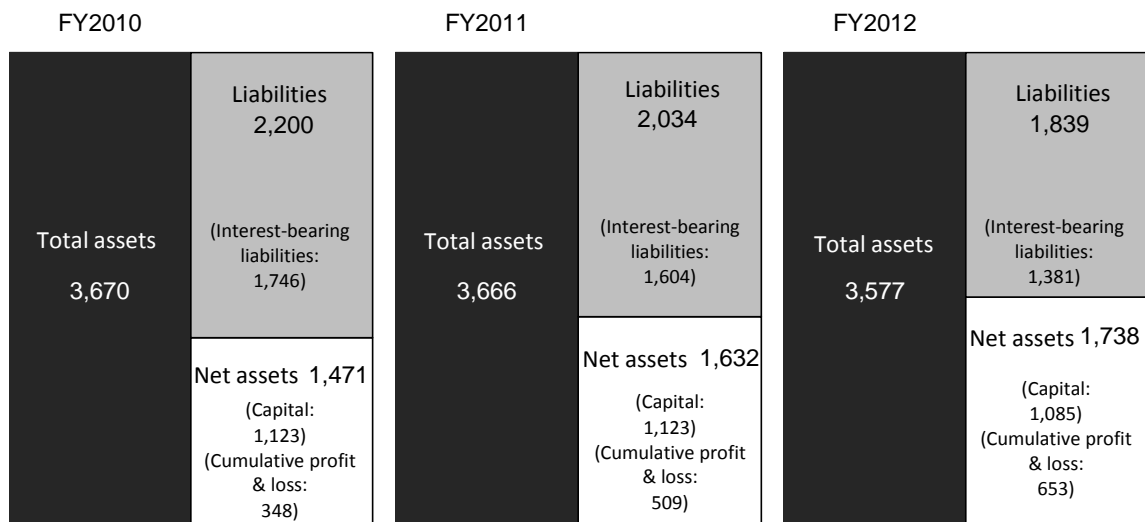 FY2010
Total assets
3,670
Liabilities
2,200
(Interest-bearing
liabilities:
1,746)
Net assets 1,471
(Capital:
1,123)
(Cumulative profit
& loss:
348)
FY2011
Total assets
3,666
Liabilities
2,034
(Interest-bearing
liabilities:
1,604)
Net assets 1,632
(Capital:
1,123)
(Cumulative profit
& loss:
509)
FY2012
Total assets
3,577
Liabilities
1,839
(Interest-bearing
liabilities:
1,381)
Net assets 1,738
(Capital:
1,085)
(Cumulative profit
& loss:
653)